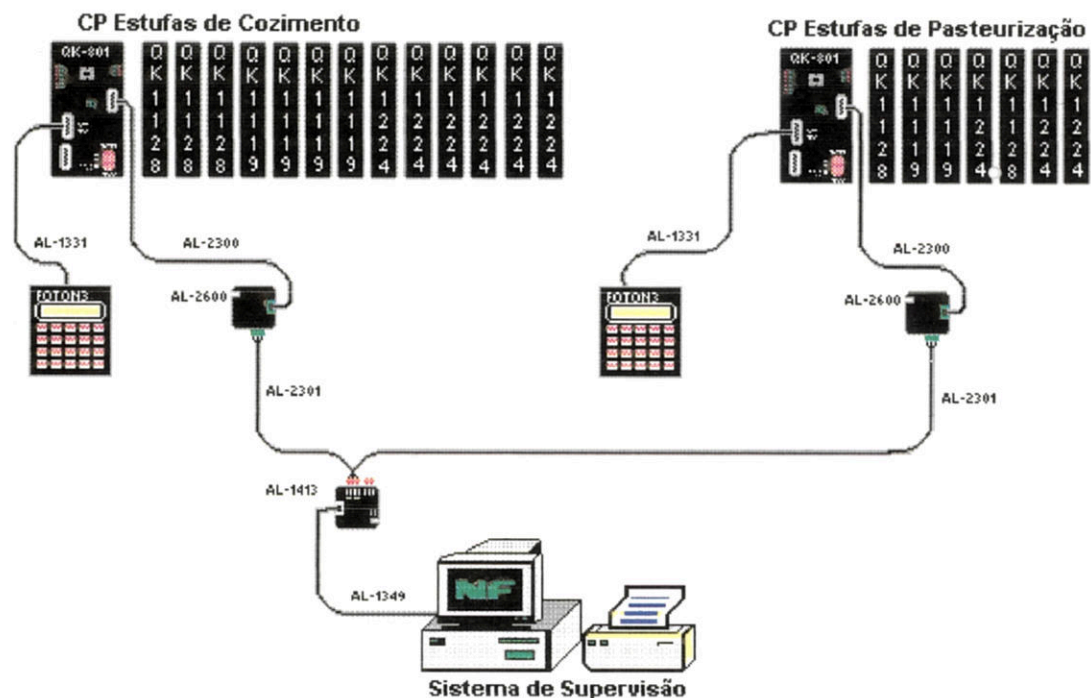 CP Estufas de Cozimento
CP Estufas de Pasteurização
QK-801
QK1128
QK1128
QK1128
QK1119
QK1119
QK1119
QK1119
QK1224
QK1224
QK1224
QK1224
QK1224
QK1224
QK-801
QK1128
QK1119
QK1119
QK1224
QK1128
QK1224
QK1224
AL-1331
AL-2300
AL-1331
AL-2300
FOTON3
AL-2600
FOTON3
AL-2600
AL-2301
AL-2301
AL-1413
AL-1349
Sistema de Supervisão